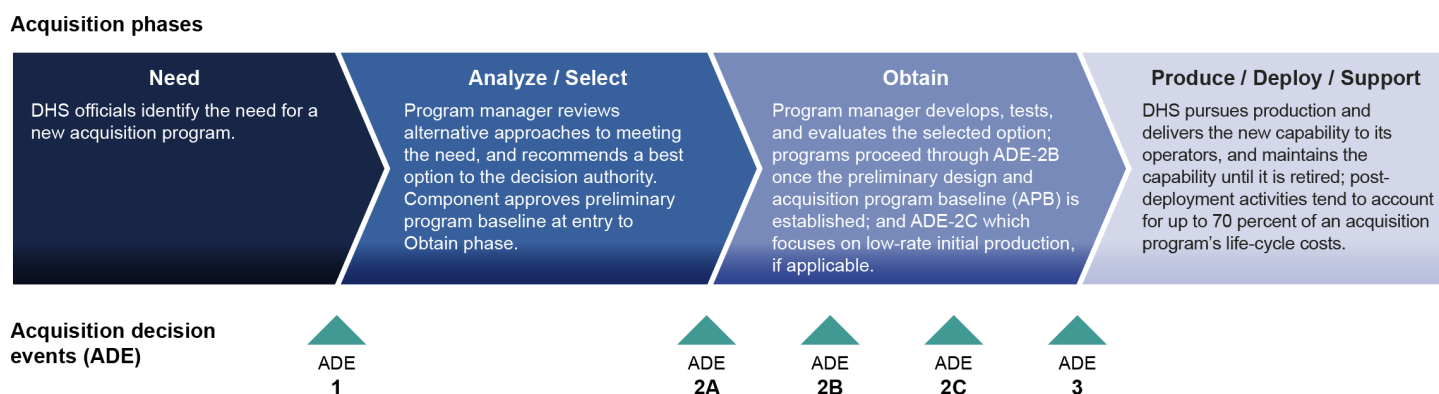 Acquisition phases
Need
DHS officials identify the need for a
new acquisition program.
Analyze / Select
Program manager reviews
alternative approaches to meeting
the need, and recommends a best
option to the decision authority.
Component approves preliminary
program baseline at entry to
Obtain phase.
Obtain
Program manager develops, tests,
and evaluates the selected option;
programs proceed through ADE-2B
once the preliminary design and
acquisition program baseline (APB) is
established; and ADE-2C which
focuses on low-rate initial production,
if applicable.
Produce / Deploy / Support
DHS pursues production and
delivers the new capability to its
operators, and maintains the
capability until it is retired; post-
deployment activities tend to account
for up to 70 percent of an acquisition
program’s life-cycle costs.
Acquisition decision
events (ADE)
ADE
1
ADE
2A
ADE
2B
ADE
2C
ADE
3